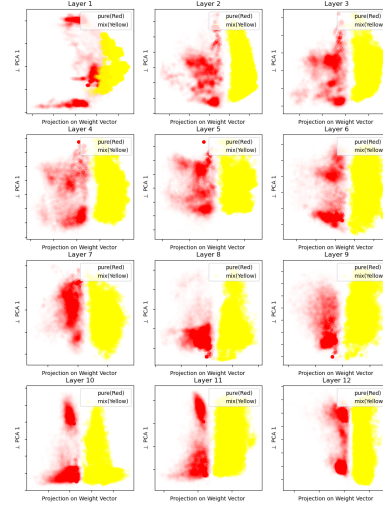 Layer 1
pure(Red)
mix(Yellow)
⊥ PCA 1
Projection on Weight Vector
Layer 2
pure(Red)
mix(Yellow)
⊥ PCA 1
Projection on Weight Vector
Layer 3
pure(Red)
mix(Yellow)
⊥ PCA 1
Projection on Weight Vector
Layer 4
pure(Red)
mix(Yellow)
⊥ PCA 1
Projection on Weight Vector
Layer 5
pure(Red)
mix(Yellow)
⊥ PCA 1
Projection on Weight Vector
Layer 6
pure(Red)
mix(Yellow)
⊥ PCA 1
Projection on Weight Vector
Layer 7
pure(Red)
mix(Yellow)
⊥ PCA 1
Projection on Weight Vector
Layer 8
pure(Red)
mix(Yellow)
⊥ PCA 1
Projection on Weight Vector
Layer 9
pure(Red)
mix(Yellow)
⊥ PCA 1
Projection on Weight Vector
Layer 10
pure(Red)
mix(Yellow)
⊥ PCA 1
Projection on Weight Vector
Layer 11
pure(Red)
mix(Yellow)
⊥ PCA 1
Projection on Weight Vector
Layer 12
pure(Red)
mix(Yellow)
⊥ PCA 1
Projection on Weight Vector